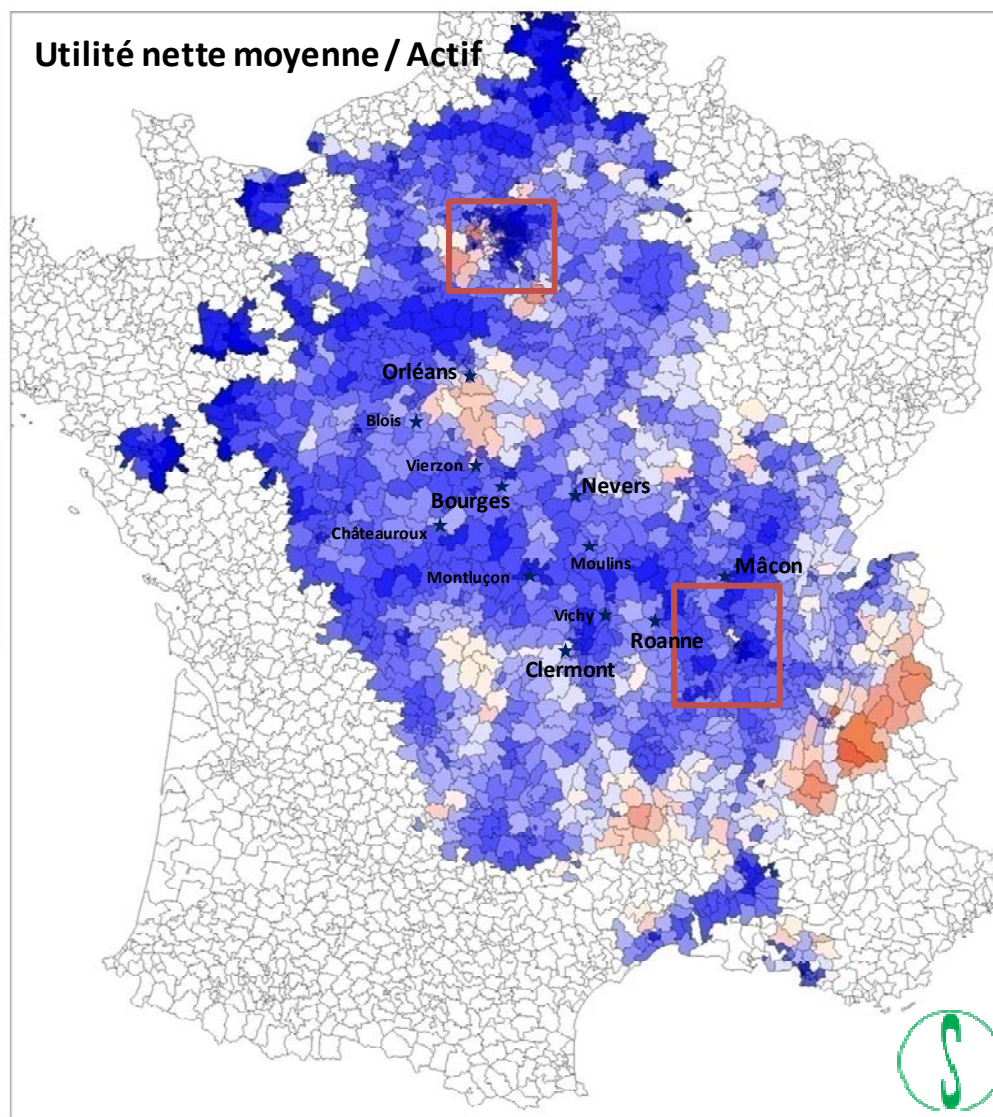 Utilité nette moyenne / Actif
Orléans
Blois
Vierzon
Bourges
Nevers
Châteauroux
Moulins
Montluçon
Mâcon
Vichy
Roanne
Clermont
S